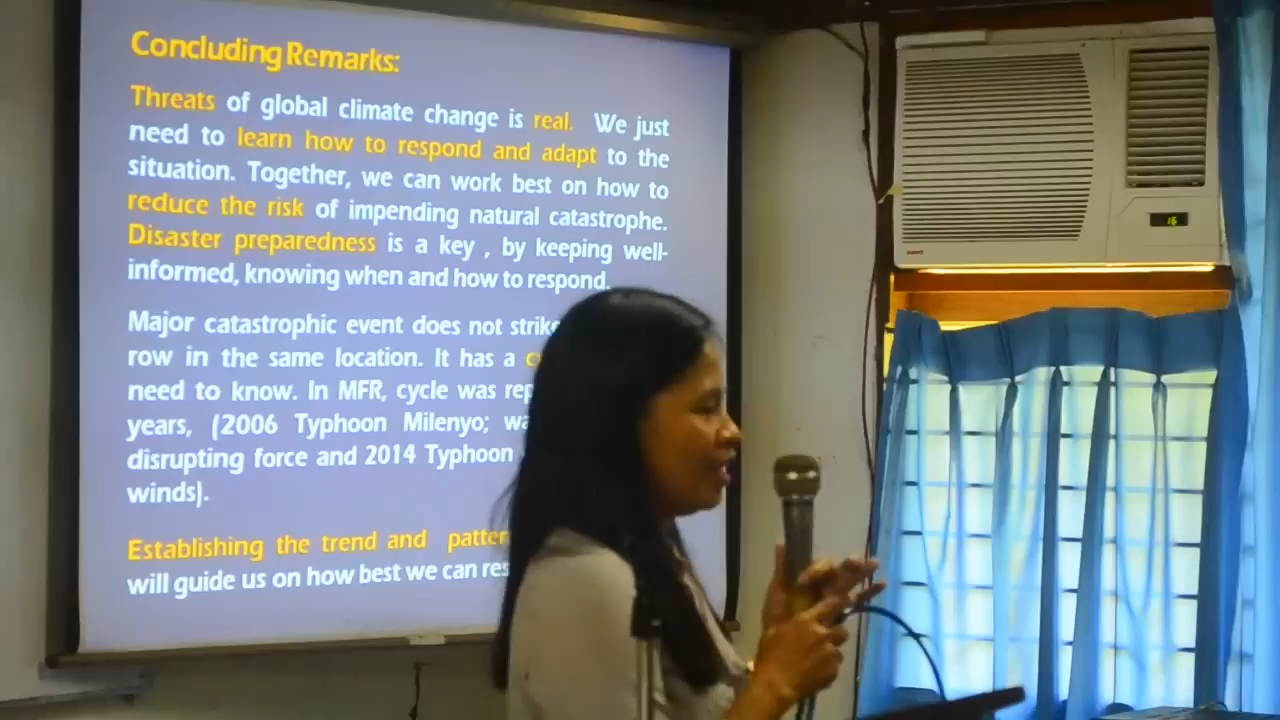 Concluding Remarks:
Threats of global climate change is real. We just
need to learn how to respond and adapt to the
situation. Together, we can work best on how to
reduce the risk of impending natural catastrophe.
Disaster preparedness is a key , by keeping well-
informed, knowing when and how to respond.
Major catastrophic event does not strike
row in the same location. It has a
need to know. In MFR, cycle was
years, (2006 Typhoon Milenyo;
disrupting force and 2014 Typhoon
winds).
Establishing the trend and
will guide us on how best we can
16